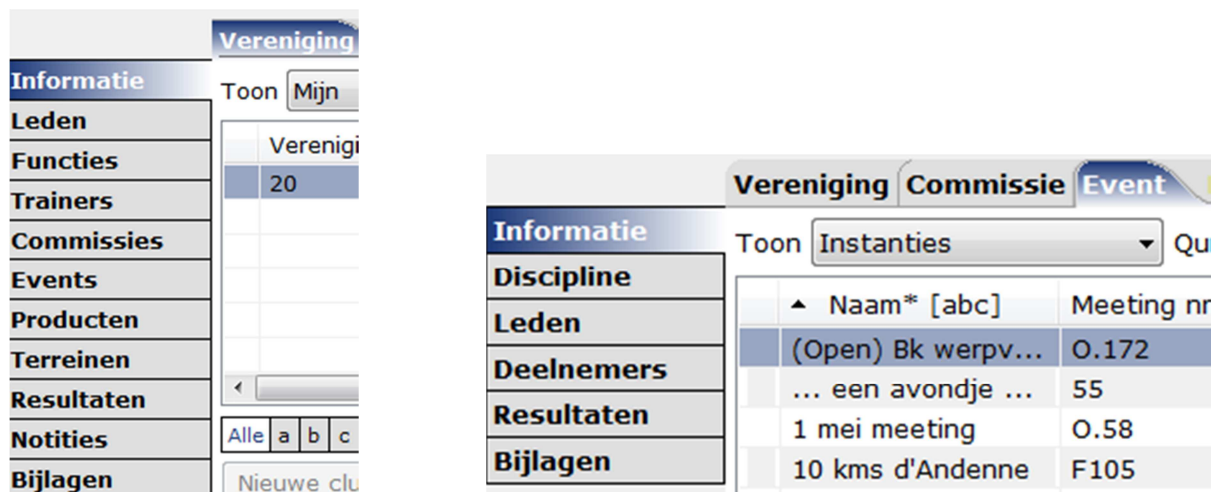 Vereniging
Informatie
Leden
Functies
Trainers
Commissies
Events
Producten
Terreinen
Resultaten
Notities
Bijlagen
Toon Mijn
Verenigi
20
Alle a b c
Nieuwe clu
Vereniging Commissie Event
Informatie
Discipline
Leden
Deelnemers
Resultaten
Bijlagen
Toon Instanties Qui
Naam* [abc] Meeting nr
(Open) Bk werpv... O.172
... een avondje ... 55
1 mei meeting O.58
10 kms d'Andenne F105